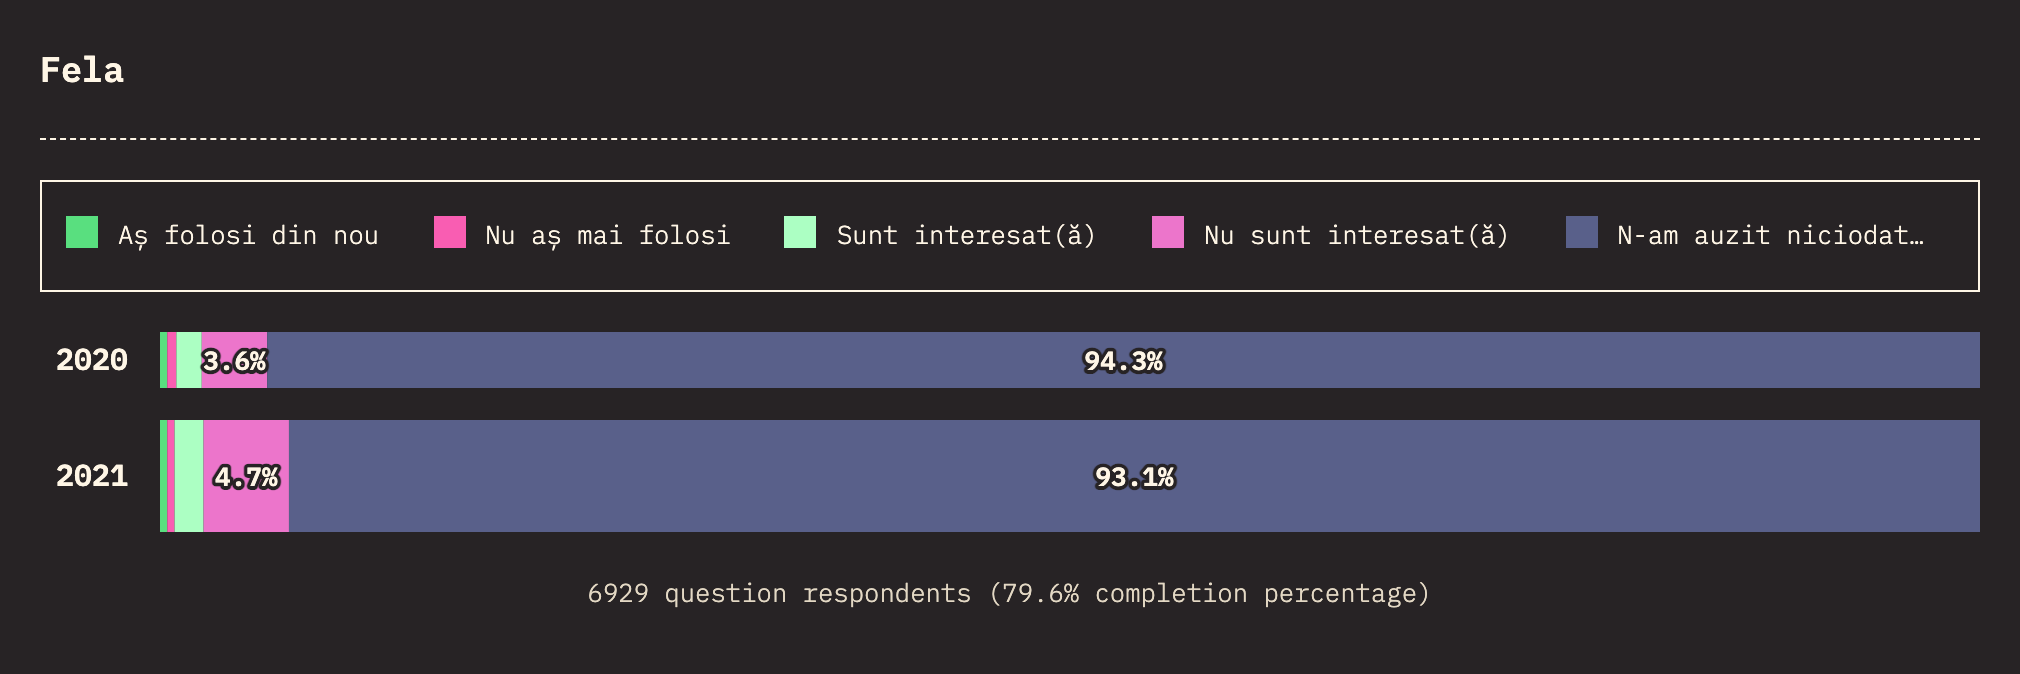 Fela
Aș folosi din nou Nu aș mai folosi Sunt interesat(ă) Nu sunt interesat(ă) N-am auzit niciodat…
2020 3.6% 94.3%
2021 4.7% 93.1%
6929 question respondents (79.6% completion percentage)